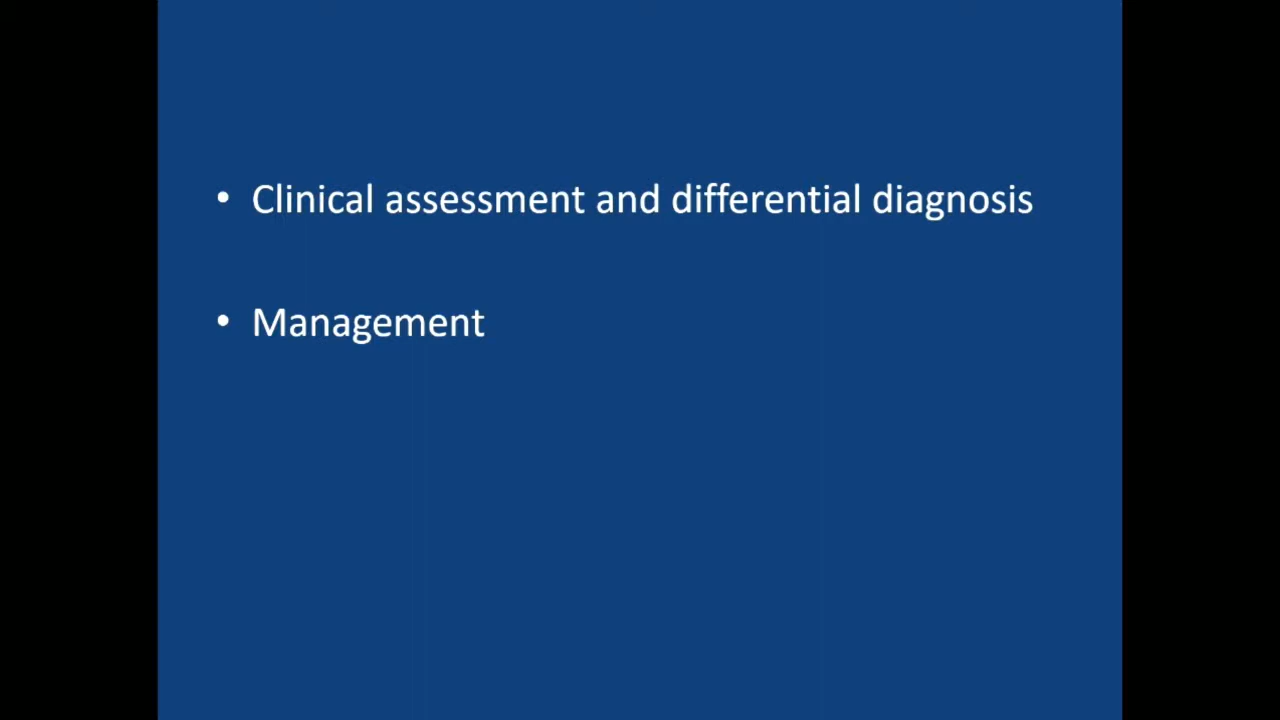 • Clinical assessment and differential diagnosis
• Management